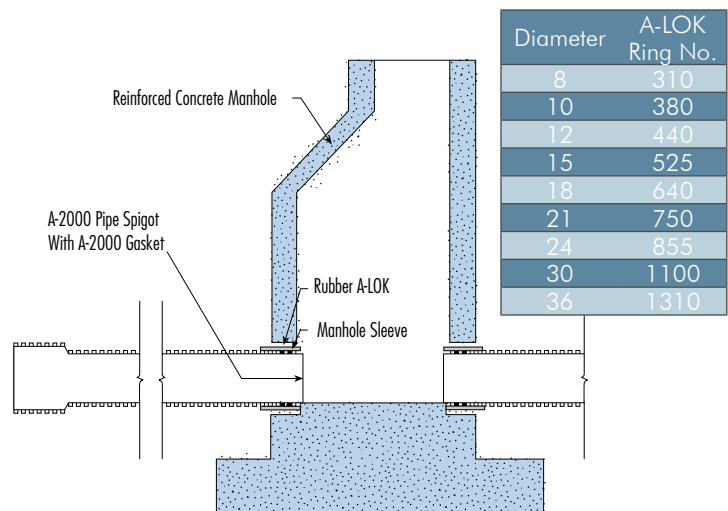 Reinforced Concrete Manhole
A-2000 Pipe Spigot
With A-2000 Gasket
Rubber A-LOK
Manhole Sleeve
Diameter A-LOK
Ring No.
8 310
10 380
12 440
15 525
18 640
21 750
24 855
30 1100
36 1310